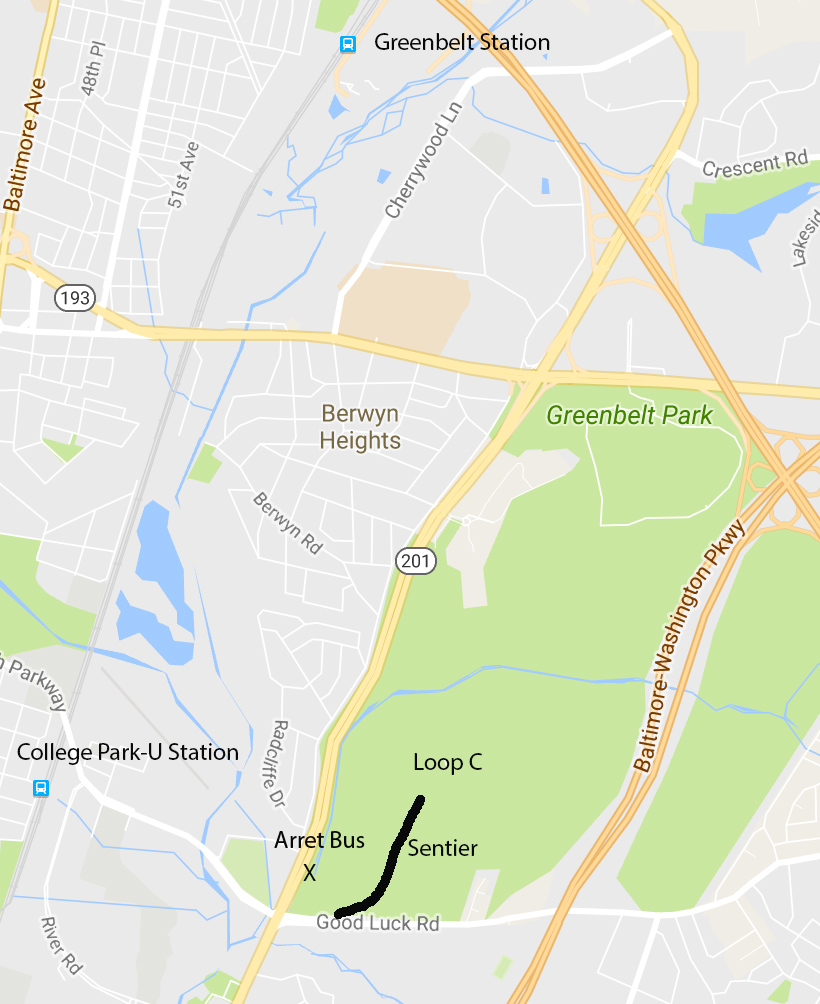 Greenbelt Station
48th Pl
Baltimore Ave
51st Ave
Cherrywood Ln
Crescent Rd
Lakesid
193
Berwyn
Heights
Greenbelt Park
Berwyn Rd
201
Baltimore-Washington Pkwy
h Parkway
College Park-U Station
Radcliffe Dr
Loop C
Arret Bus
X
Sentier
Good Luck Rd
River Rd